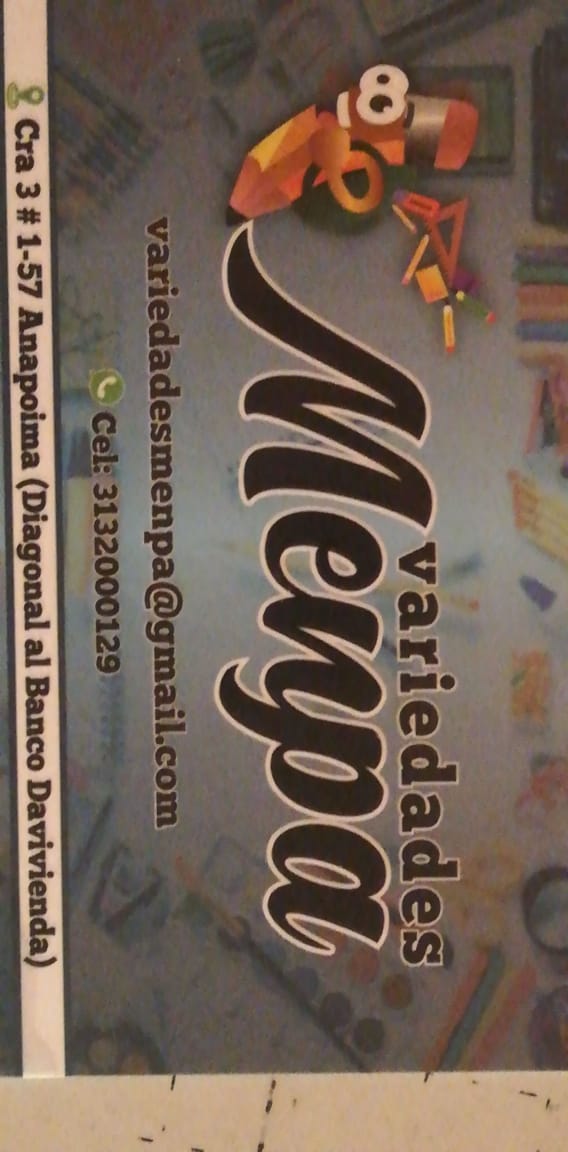 variedades
Menpa
variedadesmenpa@gmail.com
Cel: 3132000129
Cra 3 # 1-57 Anapoima (Diagonal al Banco Davivienda)